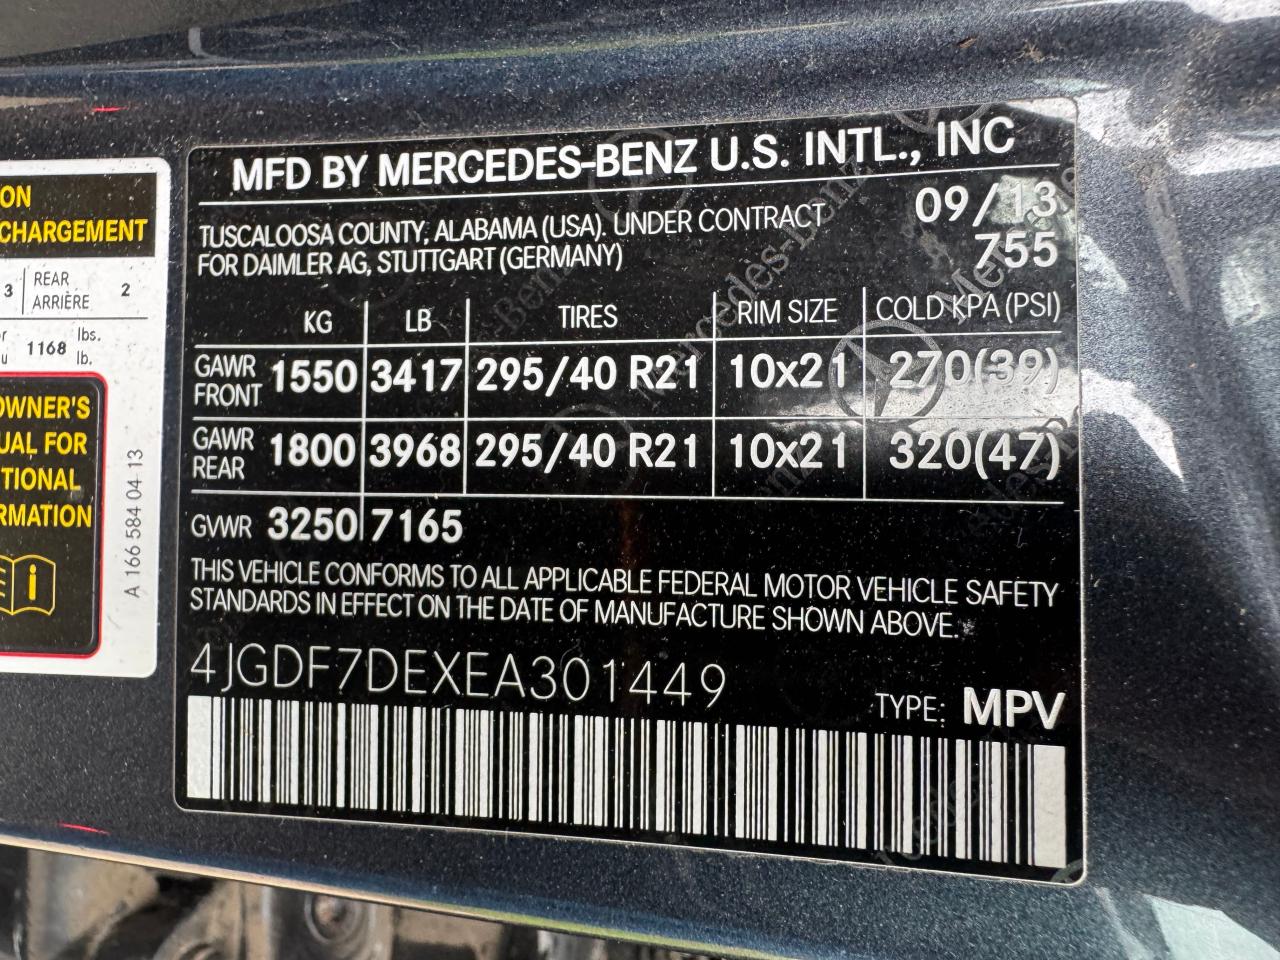 ON
CHARGEMENT
3 REAR ARRIÈRE 2
1168 lbs. lb.
OWNER'S
UAL FOR
TIONAL
RMATION
A 166 584 04 13
MFD BY MERCEDES-BENZ U.S. INTL., INC
TUSCALOOSA COUNTY, ALABAMA (USA). UNDER CONTRACT
FOR DAIMLER AG, STUTTGART (GERMANY)
09/13
755
KG LB TIRES RIM SIZE COLD KPA (PSI)
GAWR FRONT 1550 3417 295/40 R21 10x21 270(39)
GAWR REAR 1800 3968 295/40 R21 10x21 320(47)
GVWR 3250 7165
THIS VEHICLE CONFORMS TO ALL APPLICABLE FEDERAL MOTOR VEHICLE SAFETY
STANDARDS IN EFFECT ON THE DATE OF MANUFACTURE SHOWN ABOVE.
4JGDF7DEXEA301449
TYPE: MPV